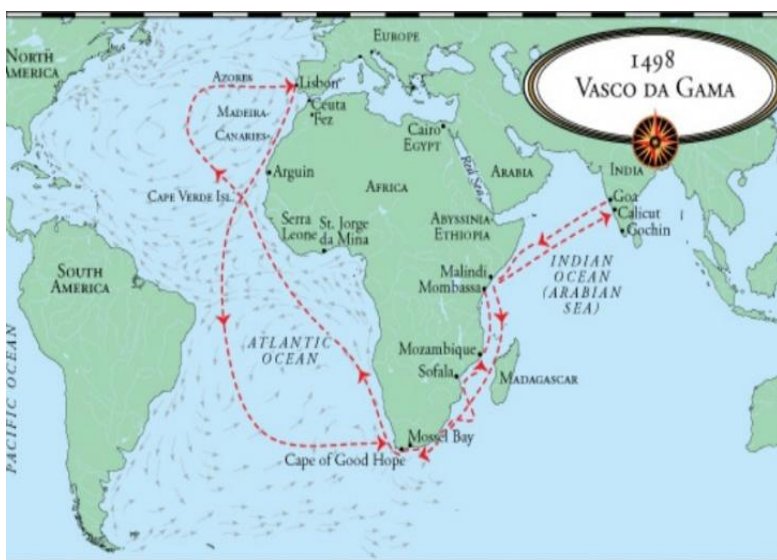 1498
VASCO DA GAMA
EUROPE
NORTH
AMERICA
AZORES
Lisbon
MADEIRA
Ceuta
Fez
CANARIES
Cairo
EGYPT
Red Sea
ARABIA
INDIA
Arguin
AFRICA
CAPE VERDE ISL.
Goa
Calicut
Gochin
SERRA
LEONE
ST. JORGE
da MINA
ABYSSINIA
ETHIOPIA
SOUTH
AMERICA
Malindi
Mombassa
INDIAN
OCEAN
(ARABIAN
SEA)
ATLANTIC
OCEAN
PACIFIC OCEAN
Mozambique
Sofala
MADAGASCAR
Mossel Bay
Cape of Good Hope